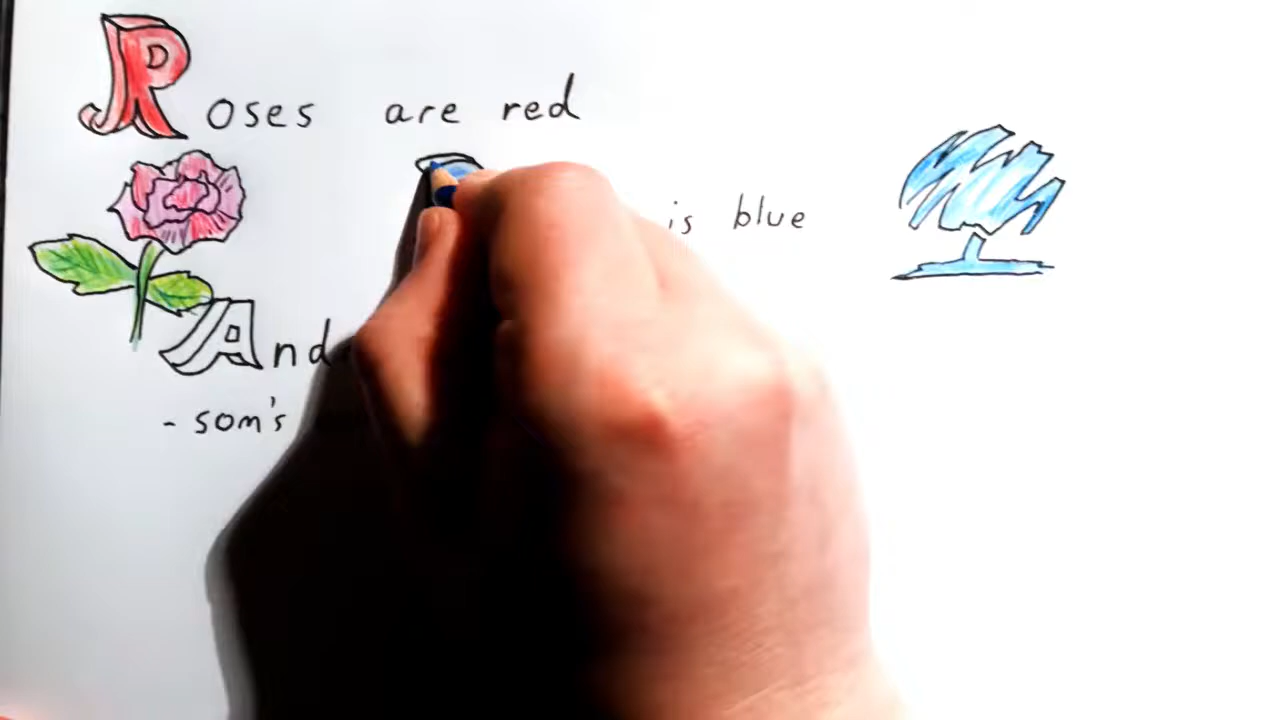 Roses are red
is blue
And
- som's